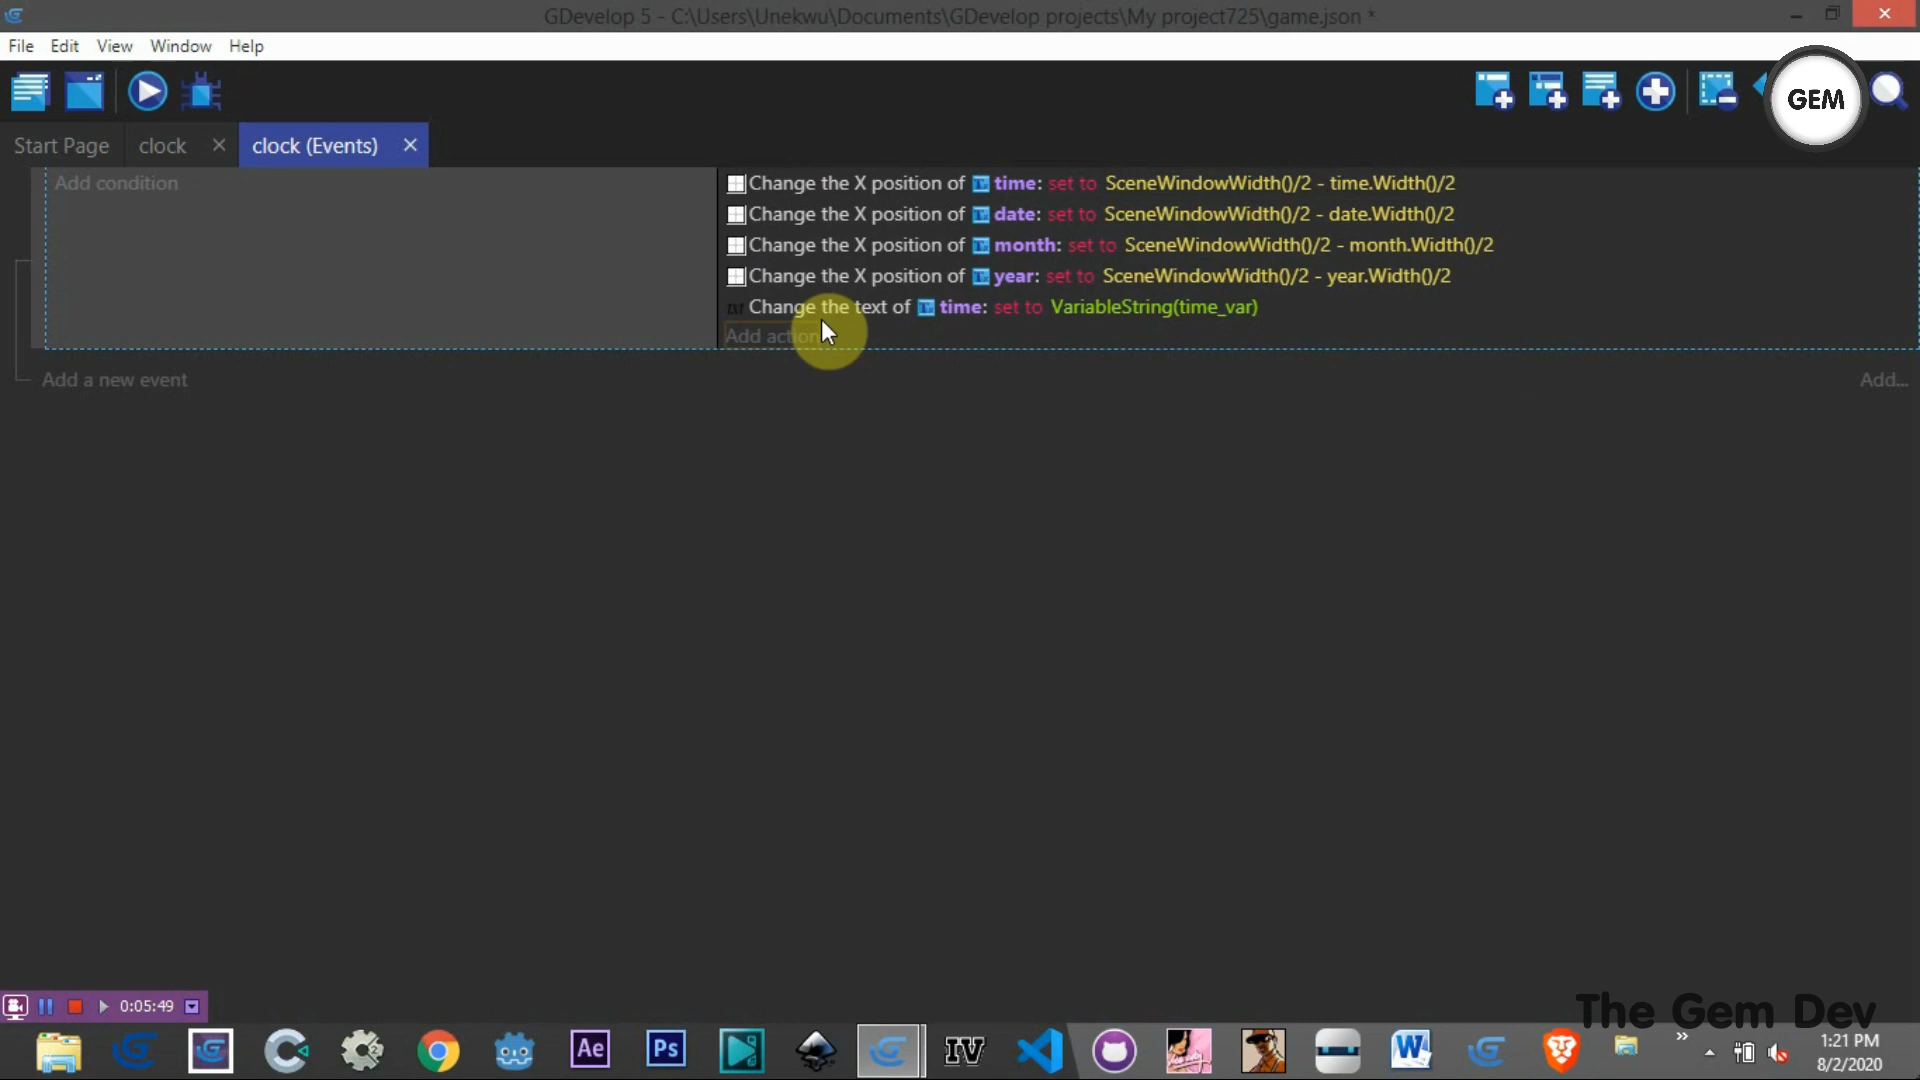 GDevelop 5 - C:\Users\Unekwu\Documents\GDevelop projects\My project725\game.json *
File Edit View Window Help
GEM
Start Page clock clock (Events)
Add condition
Change the X position of time: set to SceneWindowWidth()/2 - time.Width()/2
Change the X position of date: set to SceneWindowWidth()/2 - date.Width()/2
Change the X position of month: set to SceneWindowWidth()/2 - month.Width()/2
Change the X position of year: set to SceneWindowWidth()/2 - year.Width()/2
txt Change the text of time: set to VariableString(time_var)
Add action
Add a new event Add...
0:05:49
The Gem Dev
Ae Ps IV W
1:21 PM
8/2/2020